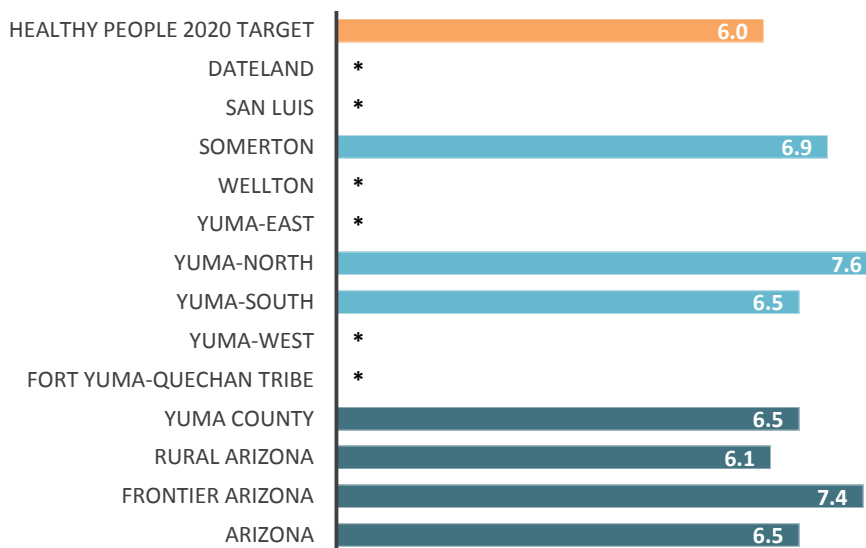 HEALTHY PEOPLE 2020 TARGET 6.0
DATELAND *
SAN LUIS *
SOMERTON 6.9
WELLTON *
YUMA-EAST *
YUMA-NORTH 7.6
YUMA-SOUTH 6.5
YUMA-WEST *
FORT YUMA-QUECHAN TRIBE *
YUMA COUNTY 6.5
RURAL ARIZONA 6.1
FRONTIER ARIZONA 7.4
ARIZONA 6.5